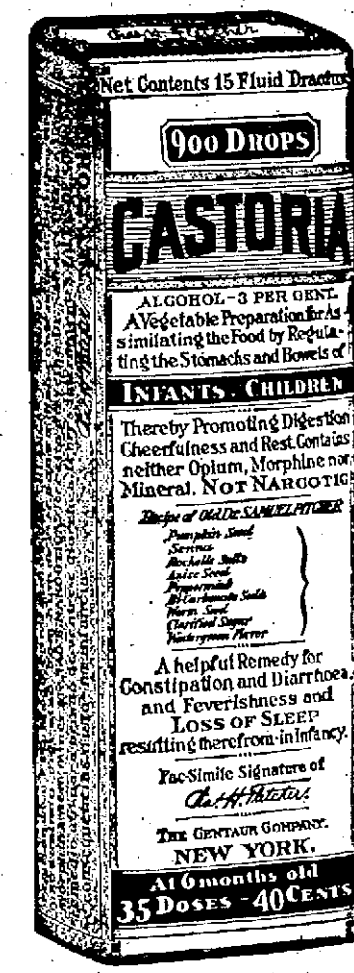 Net Contents 15 Fluid Drachms
900 DROPS
CASTORIA
ALCOHOL-3 PER CENT.
AVegetable Preparation for As-
similating the Food by Regula-
ting the Stomachs and Bowels of
INFANTS. CHILDREN
Thereby Promoting Digestion
Cheerfulness and Rest. Contains
neither Opium, Morphine nor
Mineral. NOT NARCOTIC
Recipe of Old Dr. SAMUEL PITCHER
Pumpkin Seed
Senna
Rochelle Salts
Anise Seed
Peppermint
Bi Carbonate Soda
Worm Seed
Clarified Sugar
Wintergreen Flavor
A helpful Remedy for
Constipation and Diarrhoea.
and Feverishness and
LOSS OF SLEEP
resulting therefrom-in Infancy.
Fac-Simile Signature of
Chas H. Fletcher.
THE CENTAUR COMPANY.
NEW YORK.
At 6 months old
35 DOSES - 40 CENTS